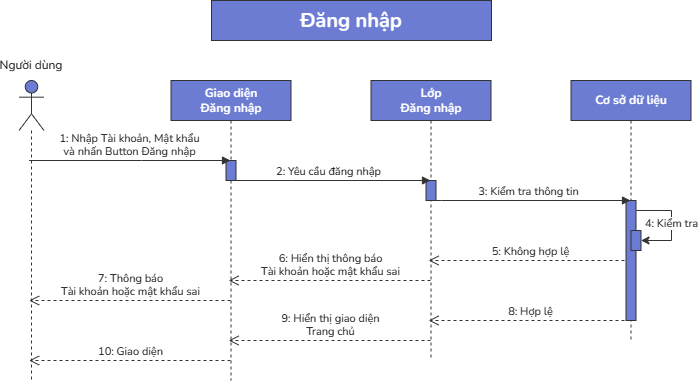 Đăng nhập
Người dùng
Giao diện
Đăng nhập
Lớp
Đăng nhập
Cơ sở dữ liệu
1: Nhập Tài khoản, Mật khẩu
và nhấn Button Đăng nhập
2: Yêu cầu đăng nhập
3: Kiểm tra thông tin
4: Kiểm tra
5: Không hợp lệ
6: Hiển thị thông báo
Tài khoản hoặc mật khẩu sai
7: Thông báo
Tài khoản hoặc mật khẩu sai
8: Hợp lệ
9: Hiển thị giao diện
Trang chủ
10: Giao diện